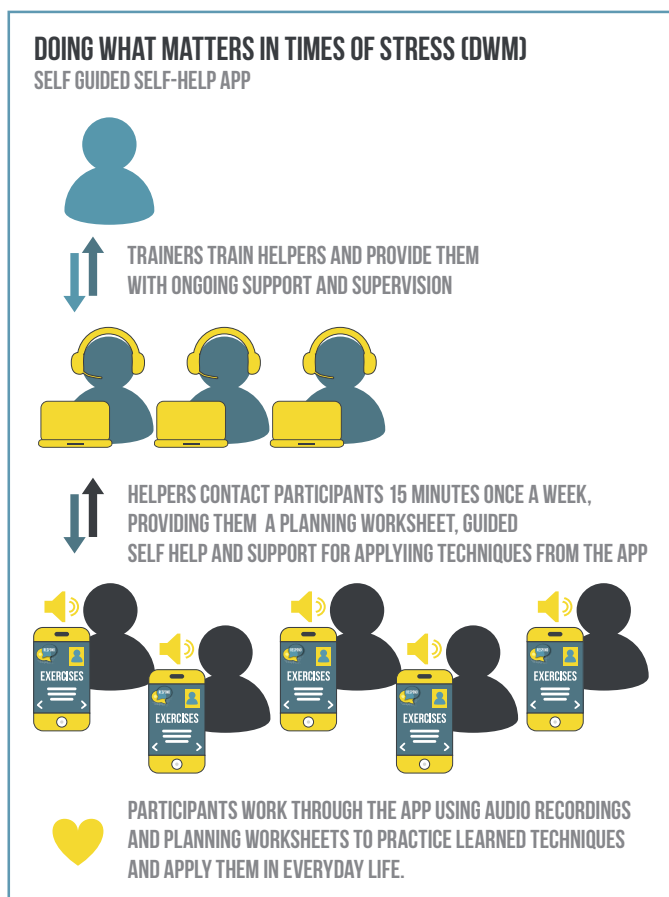 DOING WHAT MATTERS IN TIMES OF STRESS (DWM)
SELF GUIDED SELF-HELP APP
TRAINERS TRAIN HELPERS AND PROVIDE THEM
WITH ONGOING SUPPORT AND SUPERVISION
HELPERS CONTACT PARTICIPANTS 15 MINUTES ONCE A WEEK,
PROVIDING THEM A PLANNING WORKSHEET, GUIDED
SELF HELP AND SUPPORT FOR APPLYIING TECHNIQUES FROM THE APP
EXERCISES
EXERCISES
EXERCISES
EXERCISES
EXERCISES
PARTICIPANTS WORK THROUGH THE APP USING AUDIO RECORDINGS
AND PLANNING WORKSHEETS TO PRACTICE LEARNED TECHNIQUES
AND APPLY THEM IN EVERYDAY LIFE.